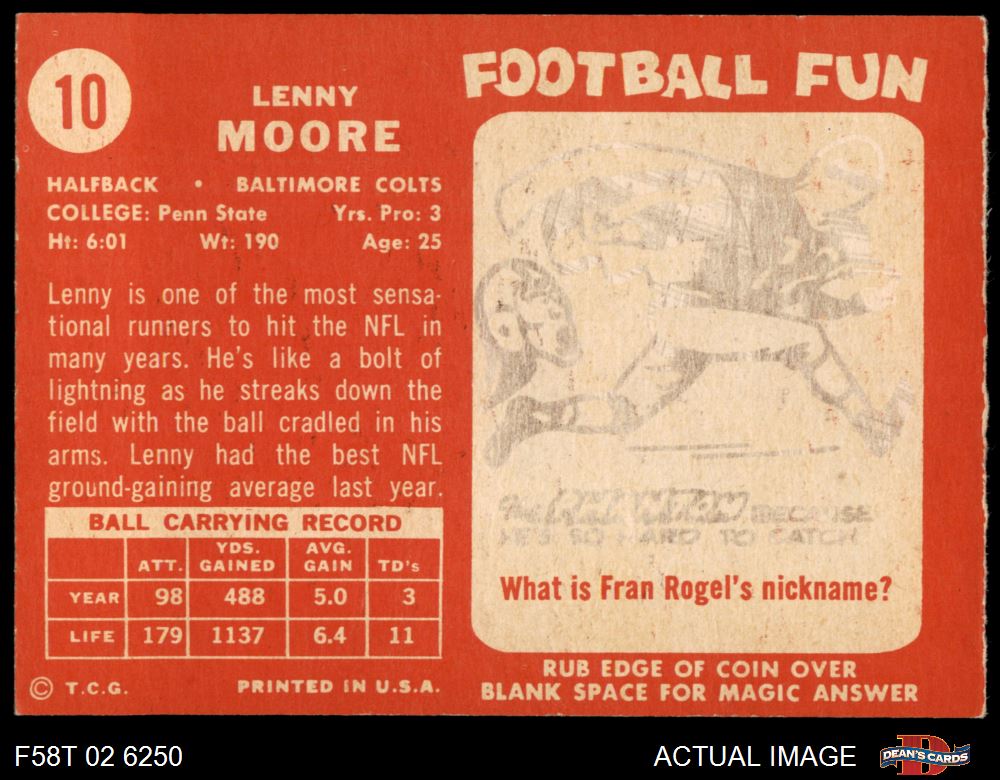 10
LENNY
MOORE
HALFBACK • BALTIMORE COLTS
COLLEGE: Penn State Yrs. Pro: 3
Ht: 6:01 Wt: 190 Age: 25
Lenny is one of the most sensa-
tional runners to hit the NFL in
many years. He's like a bolt of
lightning as he streaks down the
field with the ball cradled in his
arms. Lenny had the best NFL
ground-gaining average last year.
BALL CARRYING RECORD
ATT. YDS. GAINED AVG. GAIN TD's
YEAR 98 488 5.0 3
LIFE 179 1137 6.4 11
© T.C.G. PRINTED IN U.S.A.
FOOTBALL FUN
BECAUSE
HE'S SO HARD TO CATCH
What is Fran Rogel's nickname?
RUB EDGE OF COIN OVER
BLANK SPACE FOR MAGIC ANSWER
F58T 02 6250
ACTUAL IMAGE
DEAN'S CARDS